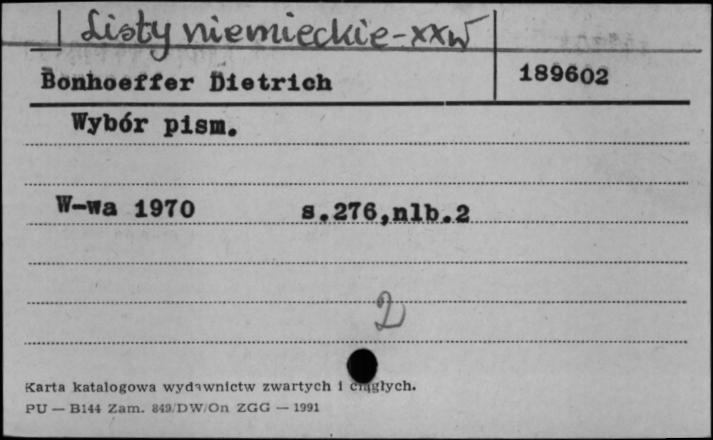 Listy niemieckie-XXw
Bonhoeffer Dietrich 189602
Wybór pism.
W-wa 1970 s.276,nlb.2
2
Karta katalogowa wydawnictw zwartych i ciągłych.
PU — B144 Zam. 849/DW/On ZGG — 1991